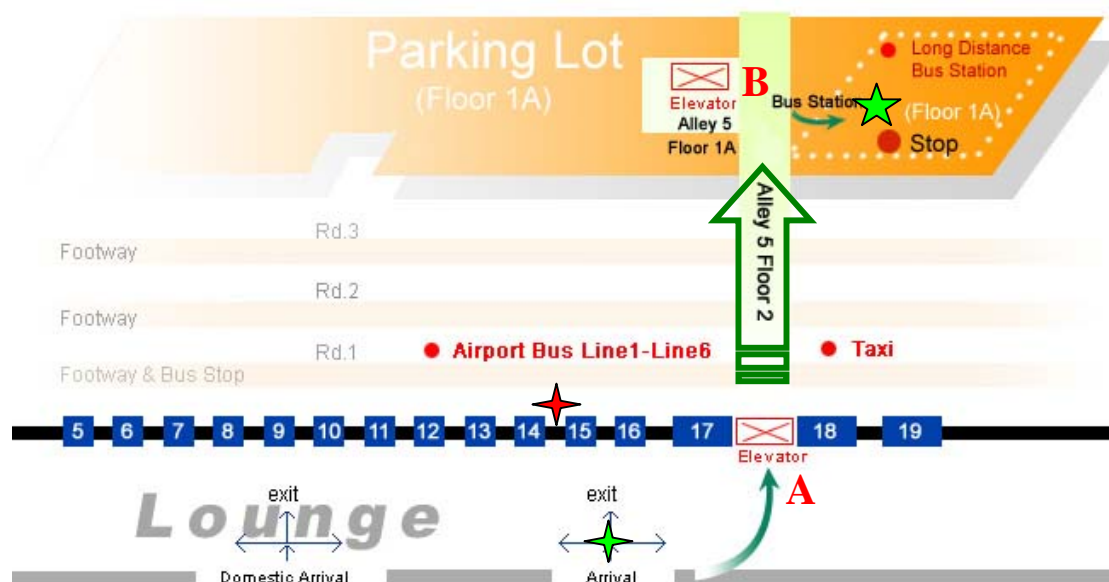 Parking Lot
(Floor 1A)
B
Elevator
Alley 5
Floor 1A
Long Distance
Bus Station
Bus Station
(Floor 1A)
Stop
Alley 5 Floor 2
Rd.3
Footway
Rd.2
Footway
Rd.1
Airport Bus Line1-Line6
Taxi
Footway & Bus Stop
5 6 7 8 9 10 11 12 13 14 15 16 17 18 19
Elevator
A
Lounge
exit
exit
Domestic Arrival
Arrival